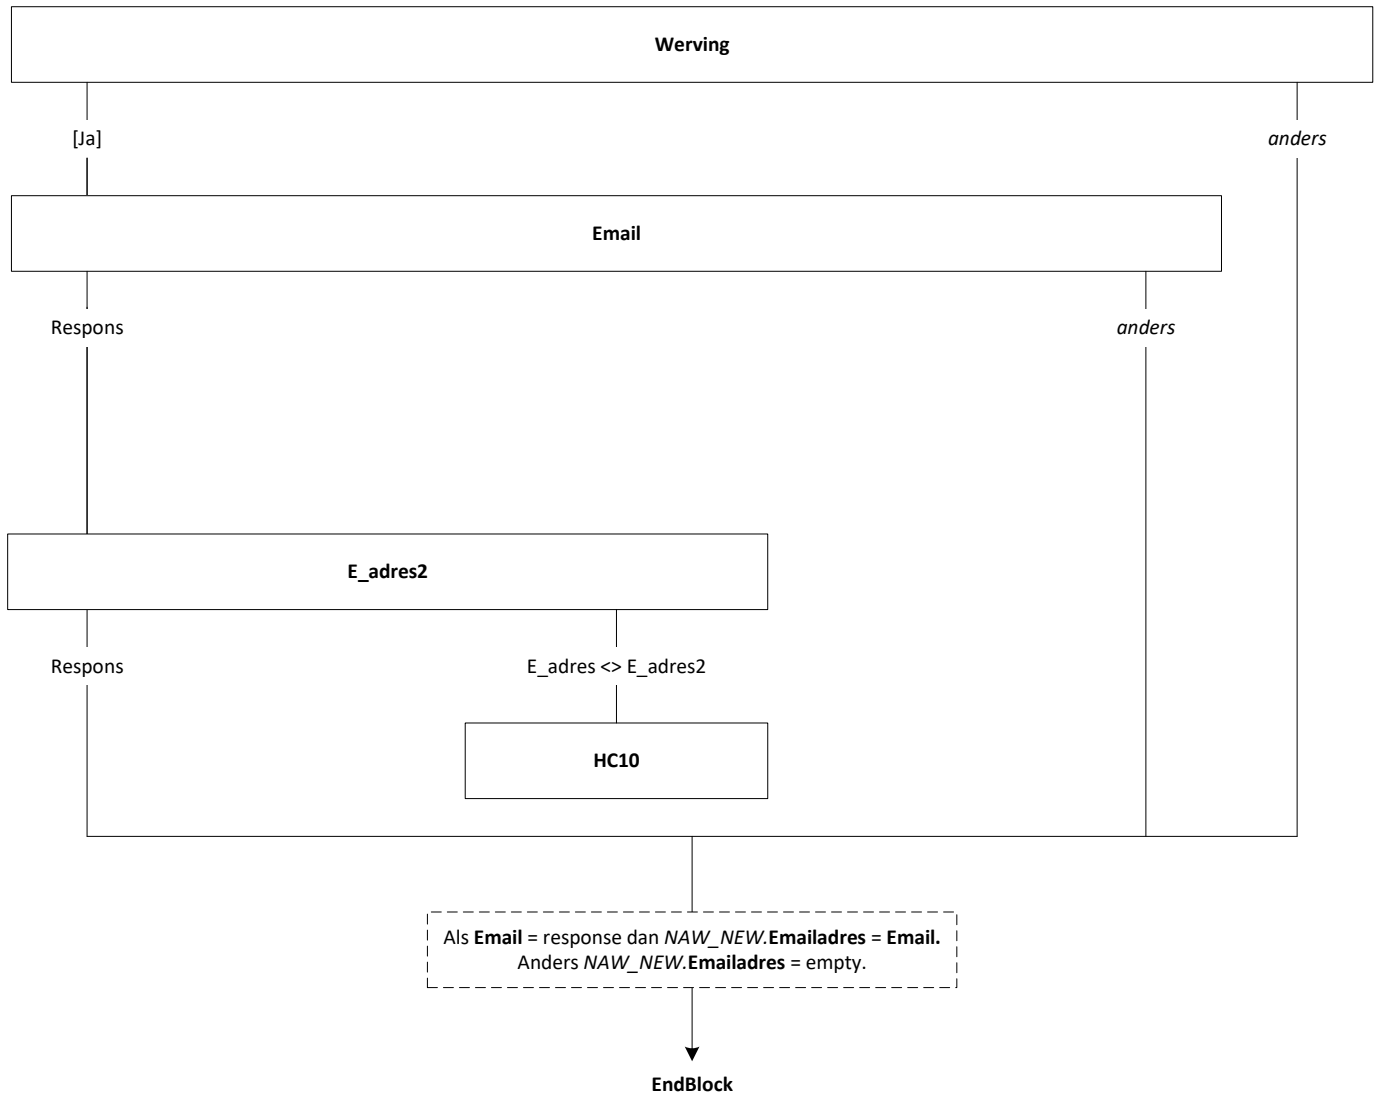 Werving
[Ja]
anders
Email
Respons
anders
E_adres2
Respons
E_adres <> E_adres2
HC10
Als Email = response dan NAW_NEW.Emailadres = Email.
Anders NAW_NEW.Emailadres = empty.
EndBlock